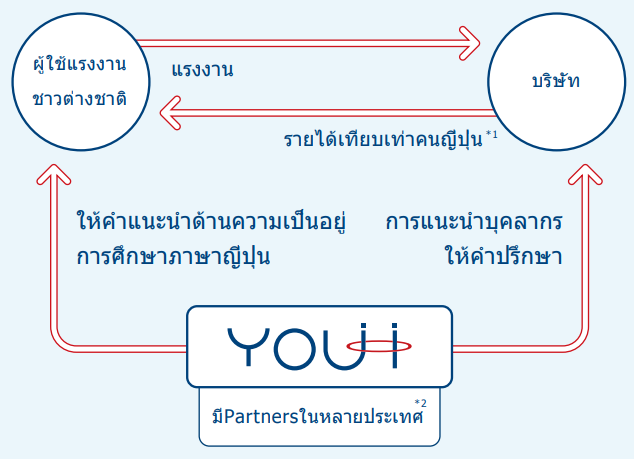 ผู้ใช้แรงงาน
ชาวต่างชาติ
แรงงาน
บริษัท
รายได้เทียบเท่าคนญี่ปุ่น*1
ให้คำแนะนำด้านความเป็นอยู่
การศึกษาภาษาญี่ปุ่น
การแนะนำบุคลากร
ให้คำปรึกษา
YOUII
มีPartnersในหลายประเทศ*2